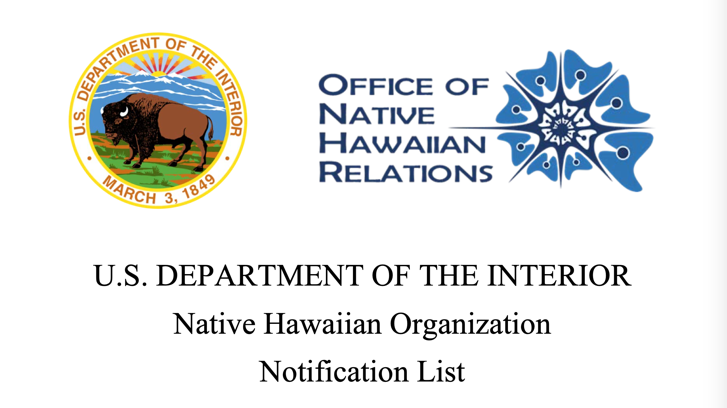 U.S. DEPARTMENT OF THE INTERIOR
MARCH 3, 1849
OFFICE OF
NATIVE
HAWAIIAN
RELATIONS
U.S. DEPARTMENT OF THE INTERIOR
Native Hawaiian Organization
Notification List